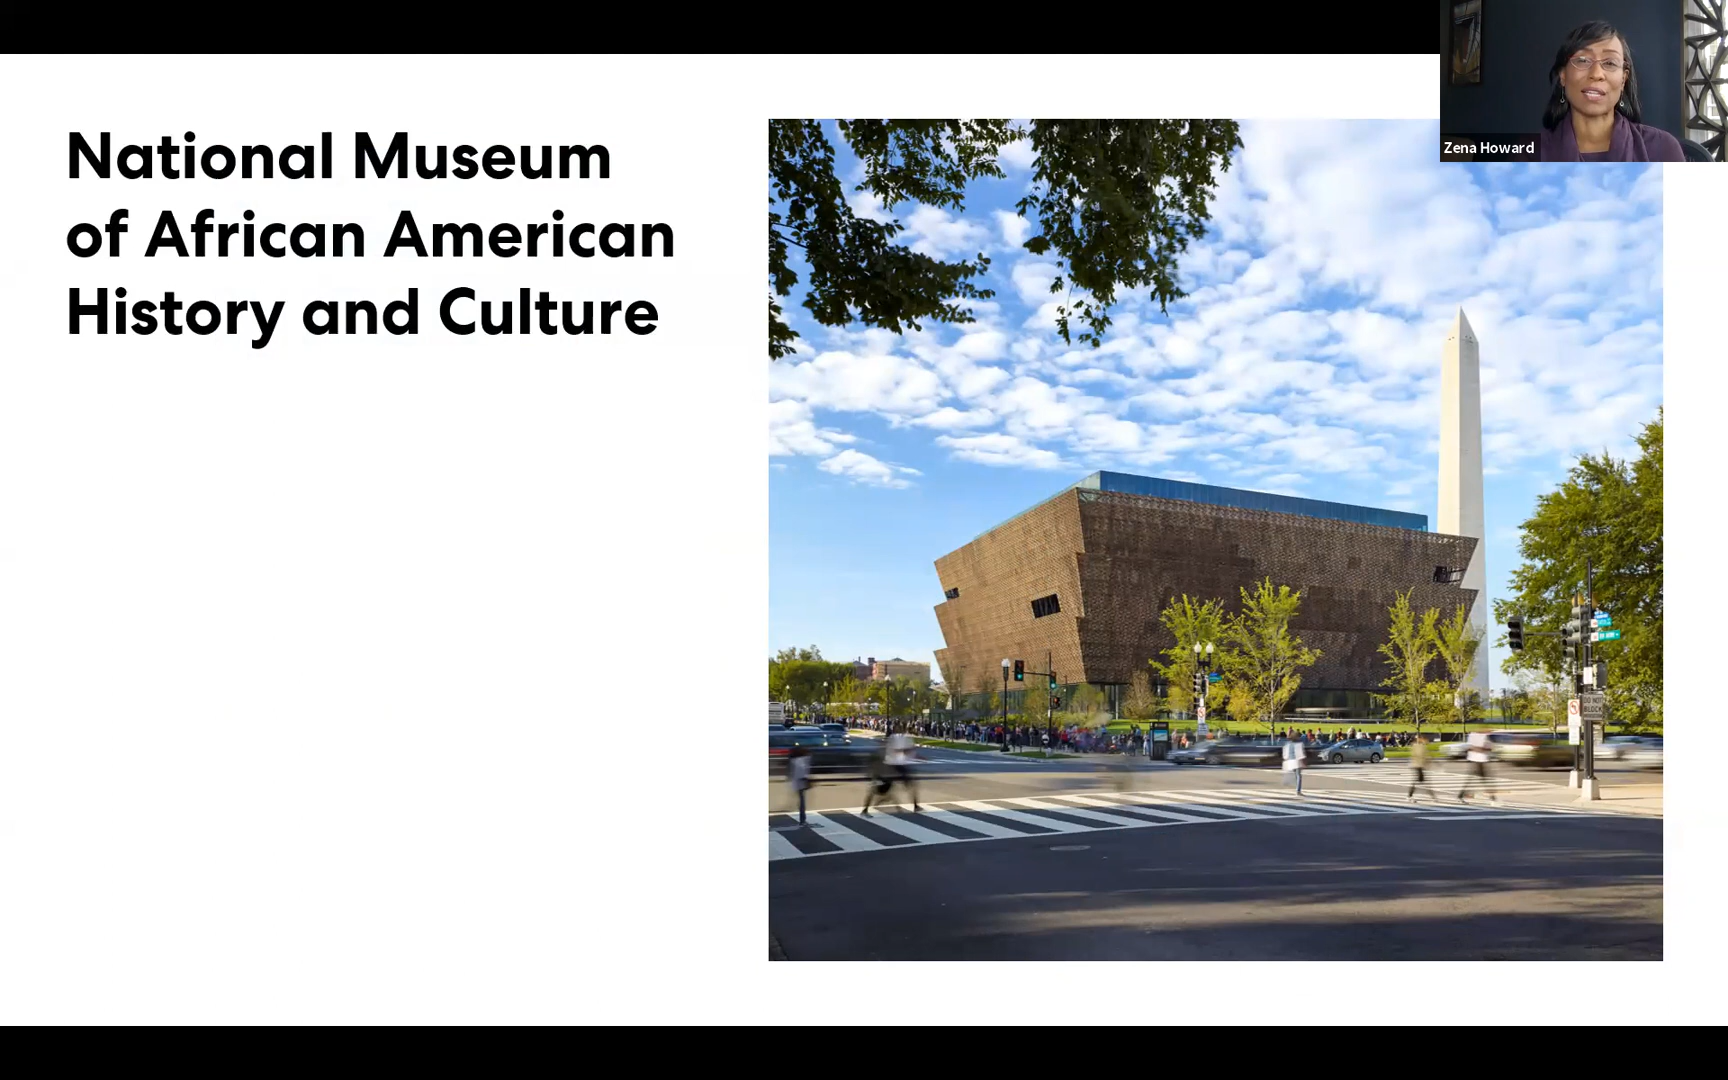 National Museum
of African American
History and Culture
Zena Howard